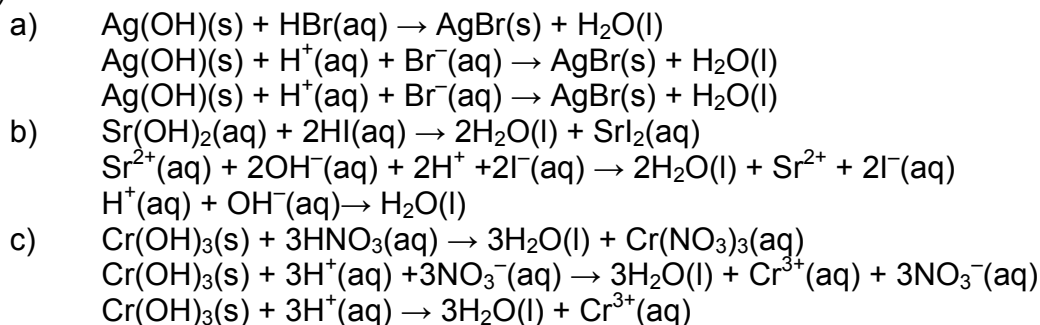 a) Ag(OH)(s) + HBr(aq) → AgBr(s) + H₂O(l)
Ag(OH)(s) + H⁺(aq) + Br⁻(aq) → AgBr(s) + H₂O(l)
Ag(OH)(s) + H⁺(aq) + Br⁻(aq) → AgBr(s) + H₂O(l)
b) Sr(OH)₂(aq) + 2HI(aq) → 2H₂O(l) + SrI₂(aq)
Sr²⁺(aq) + 2OH⁻(aq) + 2H⁺ +2I⁻(aq) → 2H₂O(l) + Sr²⁺ + 2I⁻(aq)
H⁺(aq) + OH⁻(aq)→ H₂O(l)
c) Cr(OH)₃(s) + 3HNO₃(aq) → 3H₂O(l) + Cr(NO₃)₃(aq)
Cr(OH)₃(s) + 3H⁺(aq) +3NO₃⁻(aq) → 3H₂O(l) + Cr³⁺(aq) + 3NO₃⁻(aq)
Cr(OH)₃(s) + 3H⁺(aq) → 3H₂O(l) + Cr³⁺(aq)